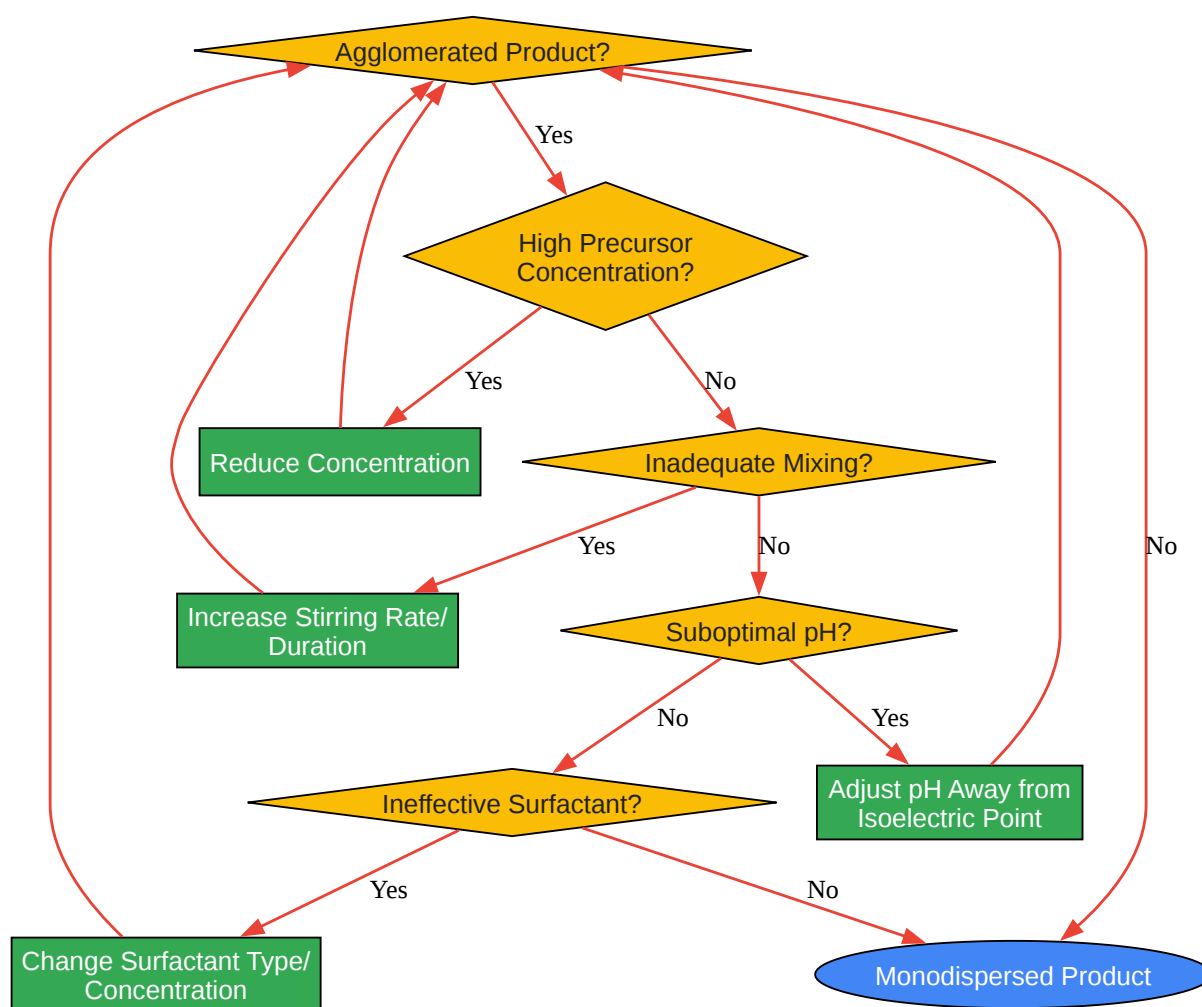 Agglomerated Product?
Yes
High Precursor
Concentration?
Yes
No
Reduce Concentration
Inadequate Mixing?
Yes
No
No
Increase Stirring Rate/
Duration
Suboptimal pH?
No
Yes
Ineffective Surfactant?
Adjust pH Away from
Isoelectric Point
Yes
No
Change Surfactant Type/
Concentration
Monodispersed Product